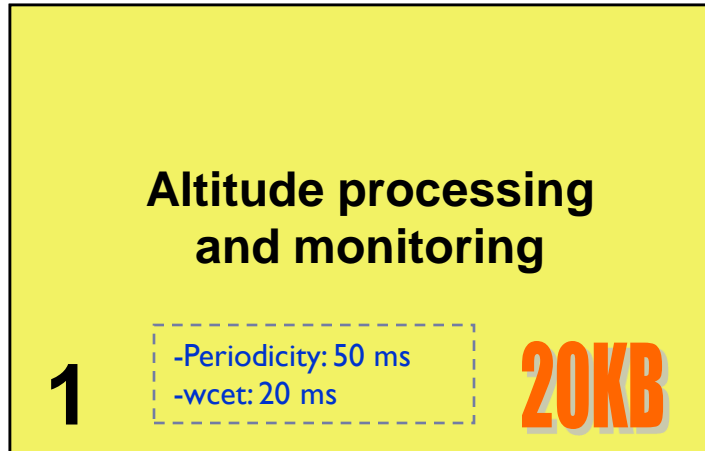 Altitude processing
and monitoring
-Periodicity: 50 ms
-wcet: 20 ms
1
20KB